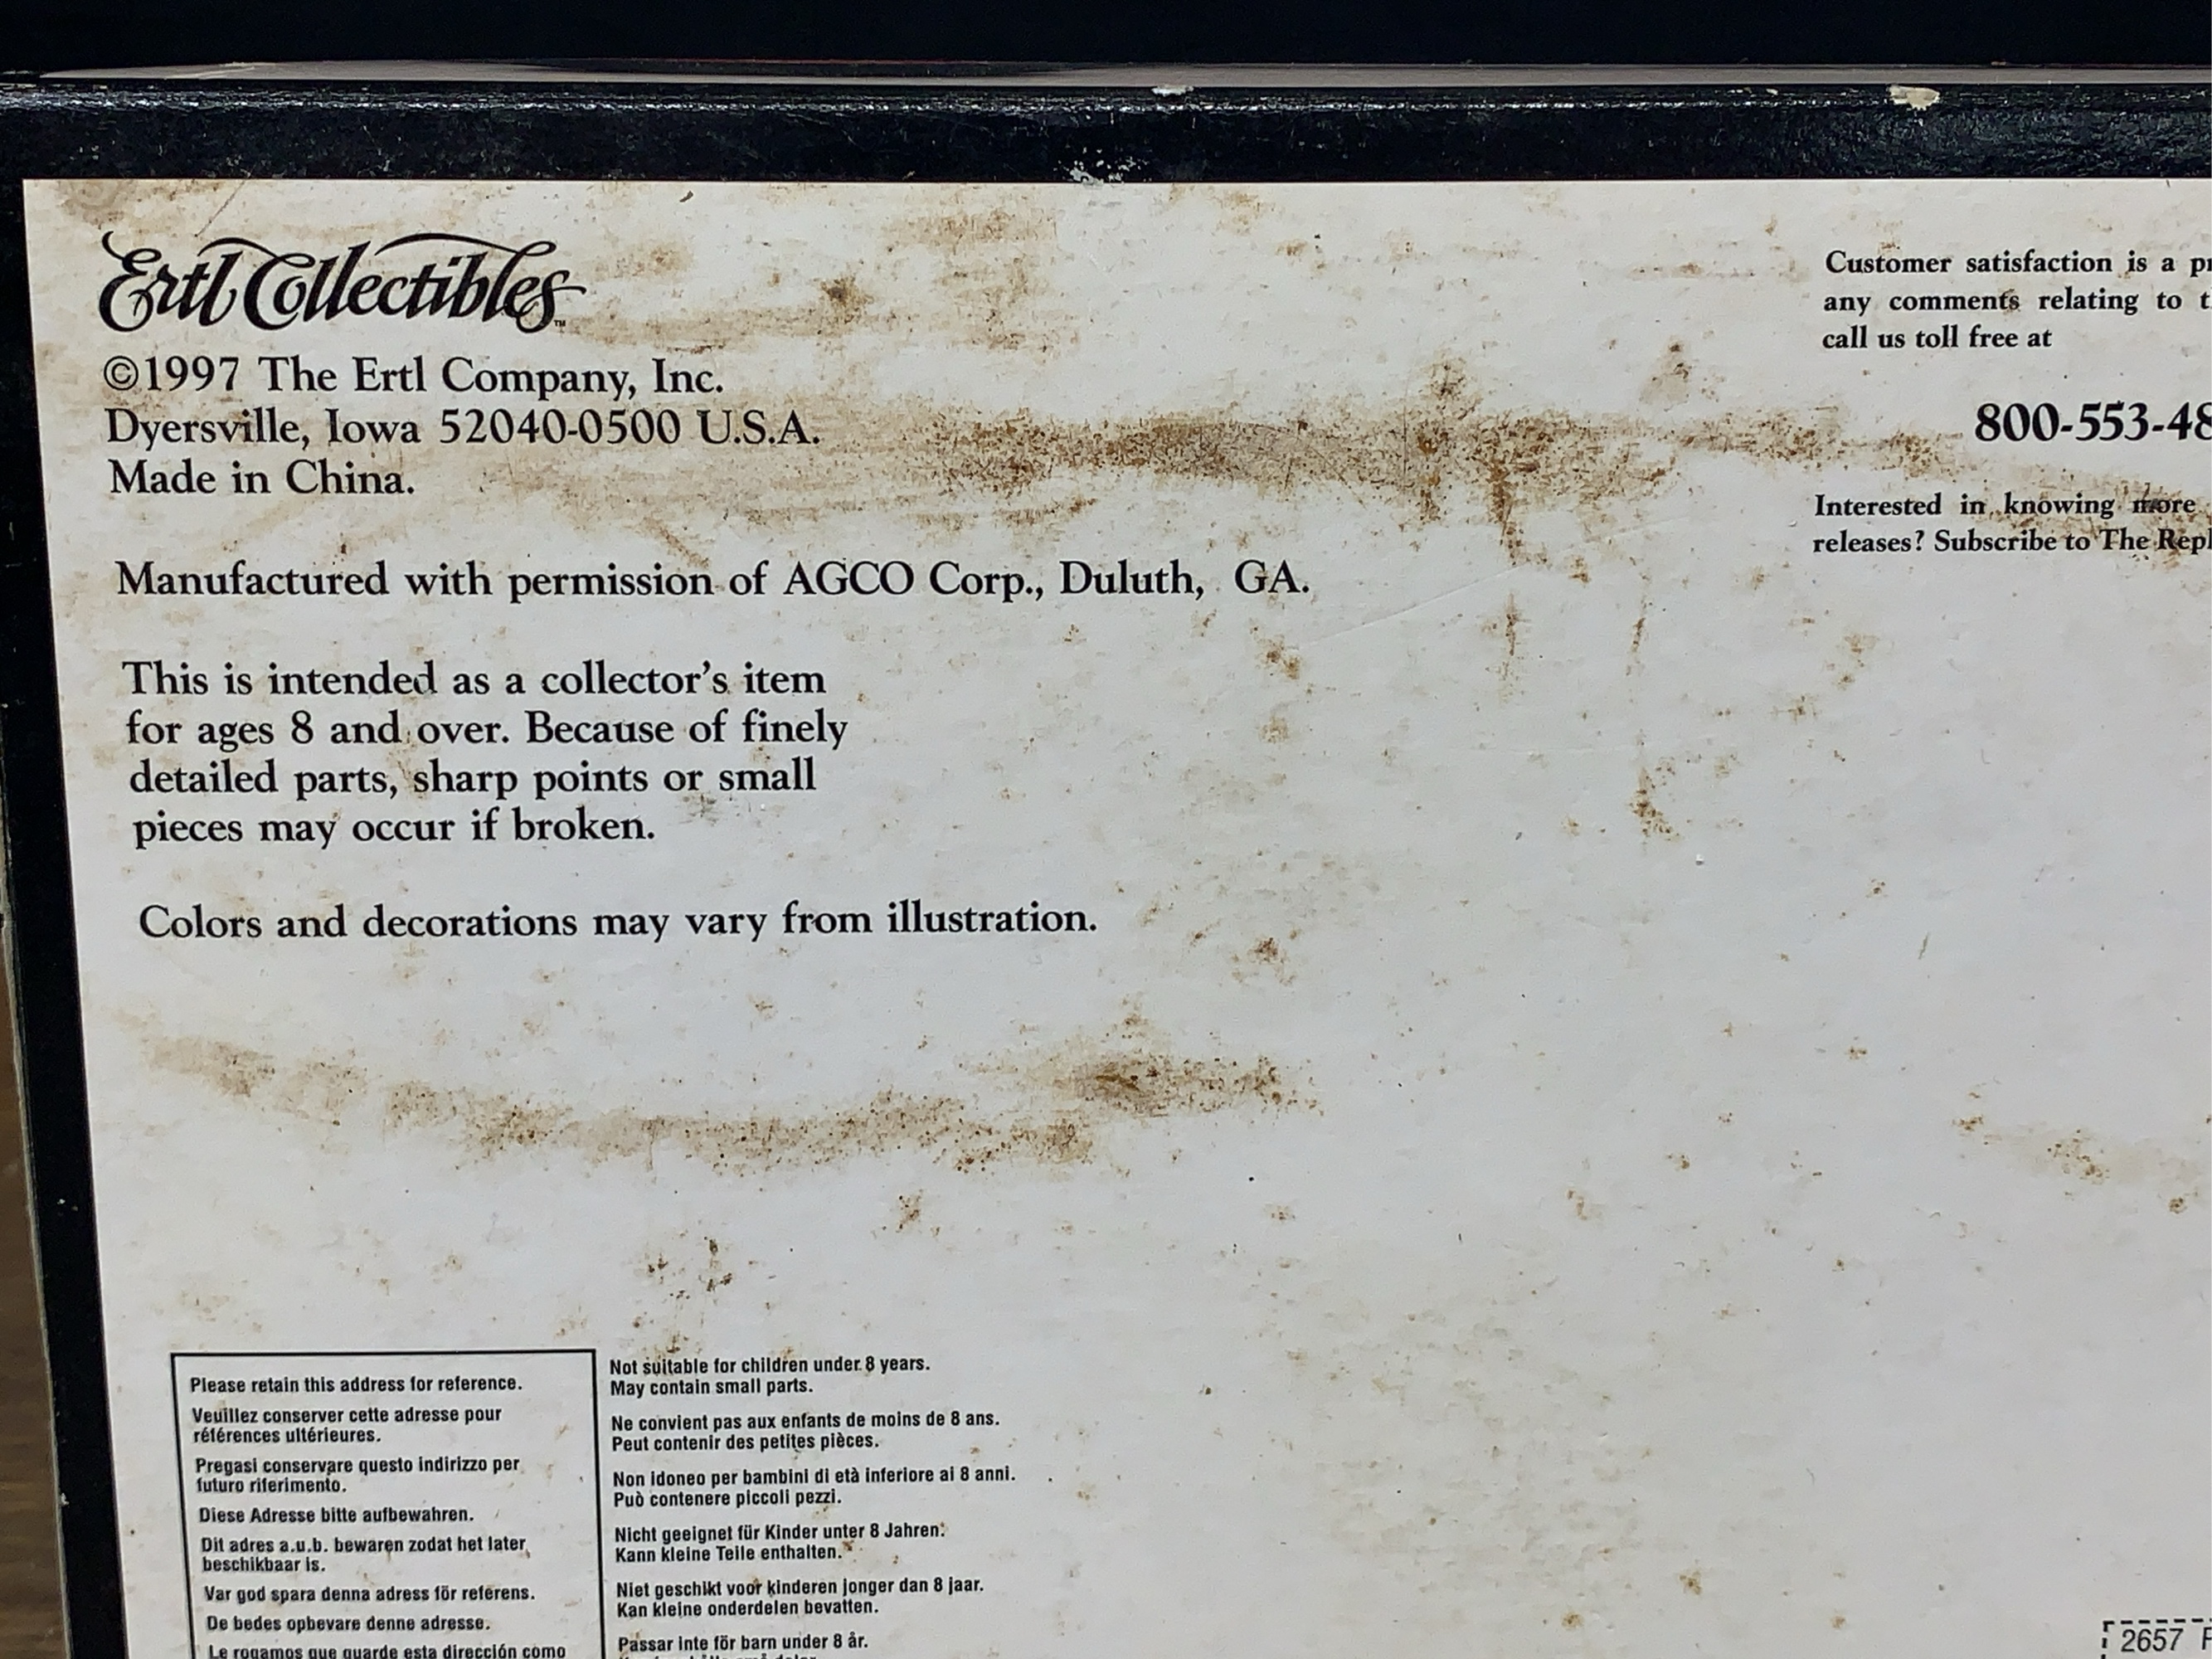 Ertl Collectibles™
©1997 The Ertl Company, Inc.
Dyersville, Iowa 52040-0500 U.S.A.
Made in China.
Manufactured with permission of AGCO Corp., Duluth, GA.
This is intended as a collector's item
for ages 8 and over. Because of finely
detailed parts, sharp points or small
pieces may occur if broken.
Colors and decorations may vary from illustration.
Customer satisfaction is a
any comments relating to
call us toll free at
800-553-48
Interested in knowing more
releases? Subscribe to The
Please retain this address for reference.
Veuillez conserver cette adresse pour
références ultérieures.
Pregasi conservare questo indirizzo per
futuro riferimento.
Diese Adresse bitte aufbewahren.
Dit adres a.u.b. bewaren zodat het later
beschikbaar is.
Var god spara denna adress för referens.
De bedes opbevare denne adresse.
Le rogamos que guarde esta dirección como
Not suitable for children under 8 years.
May contain small parts.
Ne convient pas aux enfants de moins de 8 ans.
Peut contenir des petites pièces.
Non idoneo per bambini di età inferiore ai 8 anni.
Può contenere piccoli pezzi.
Nicht geeignet für Kinder unter 8 Jahren.
Kann kleine Teile enthalten.
Niet geschikt voor kinderen jonger dan 8 jaar.
Kan kleine onderdelen bevatten.
Passar inte för barn under 8 år.
2657